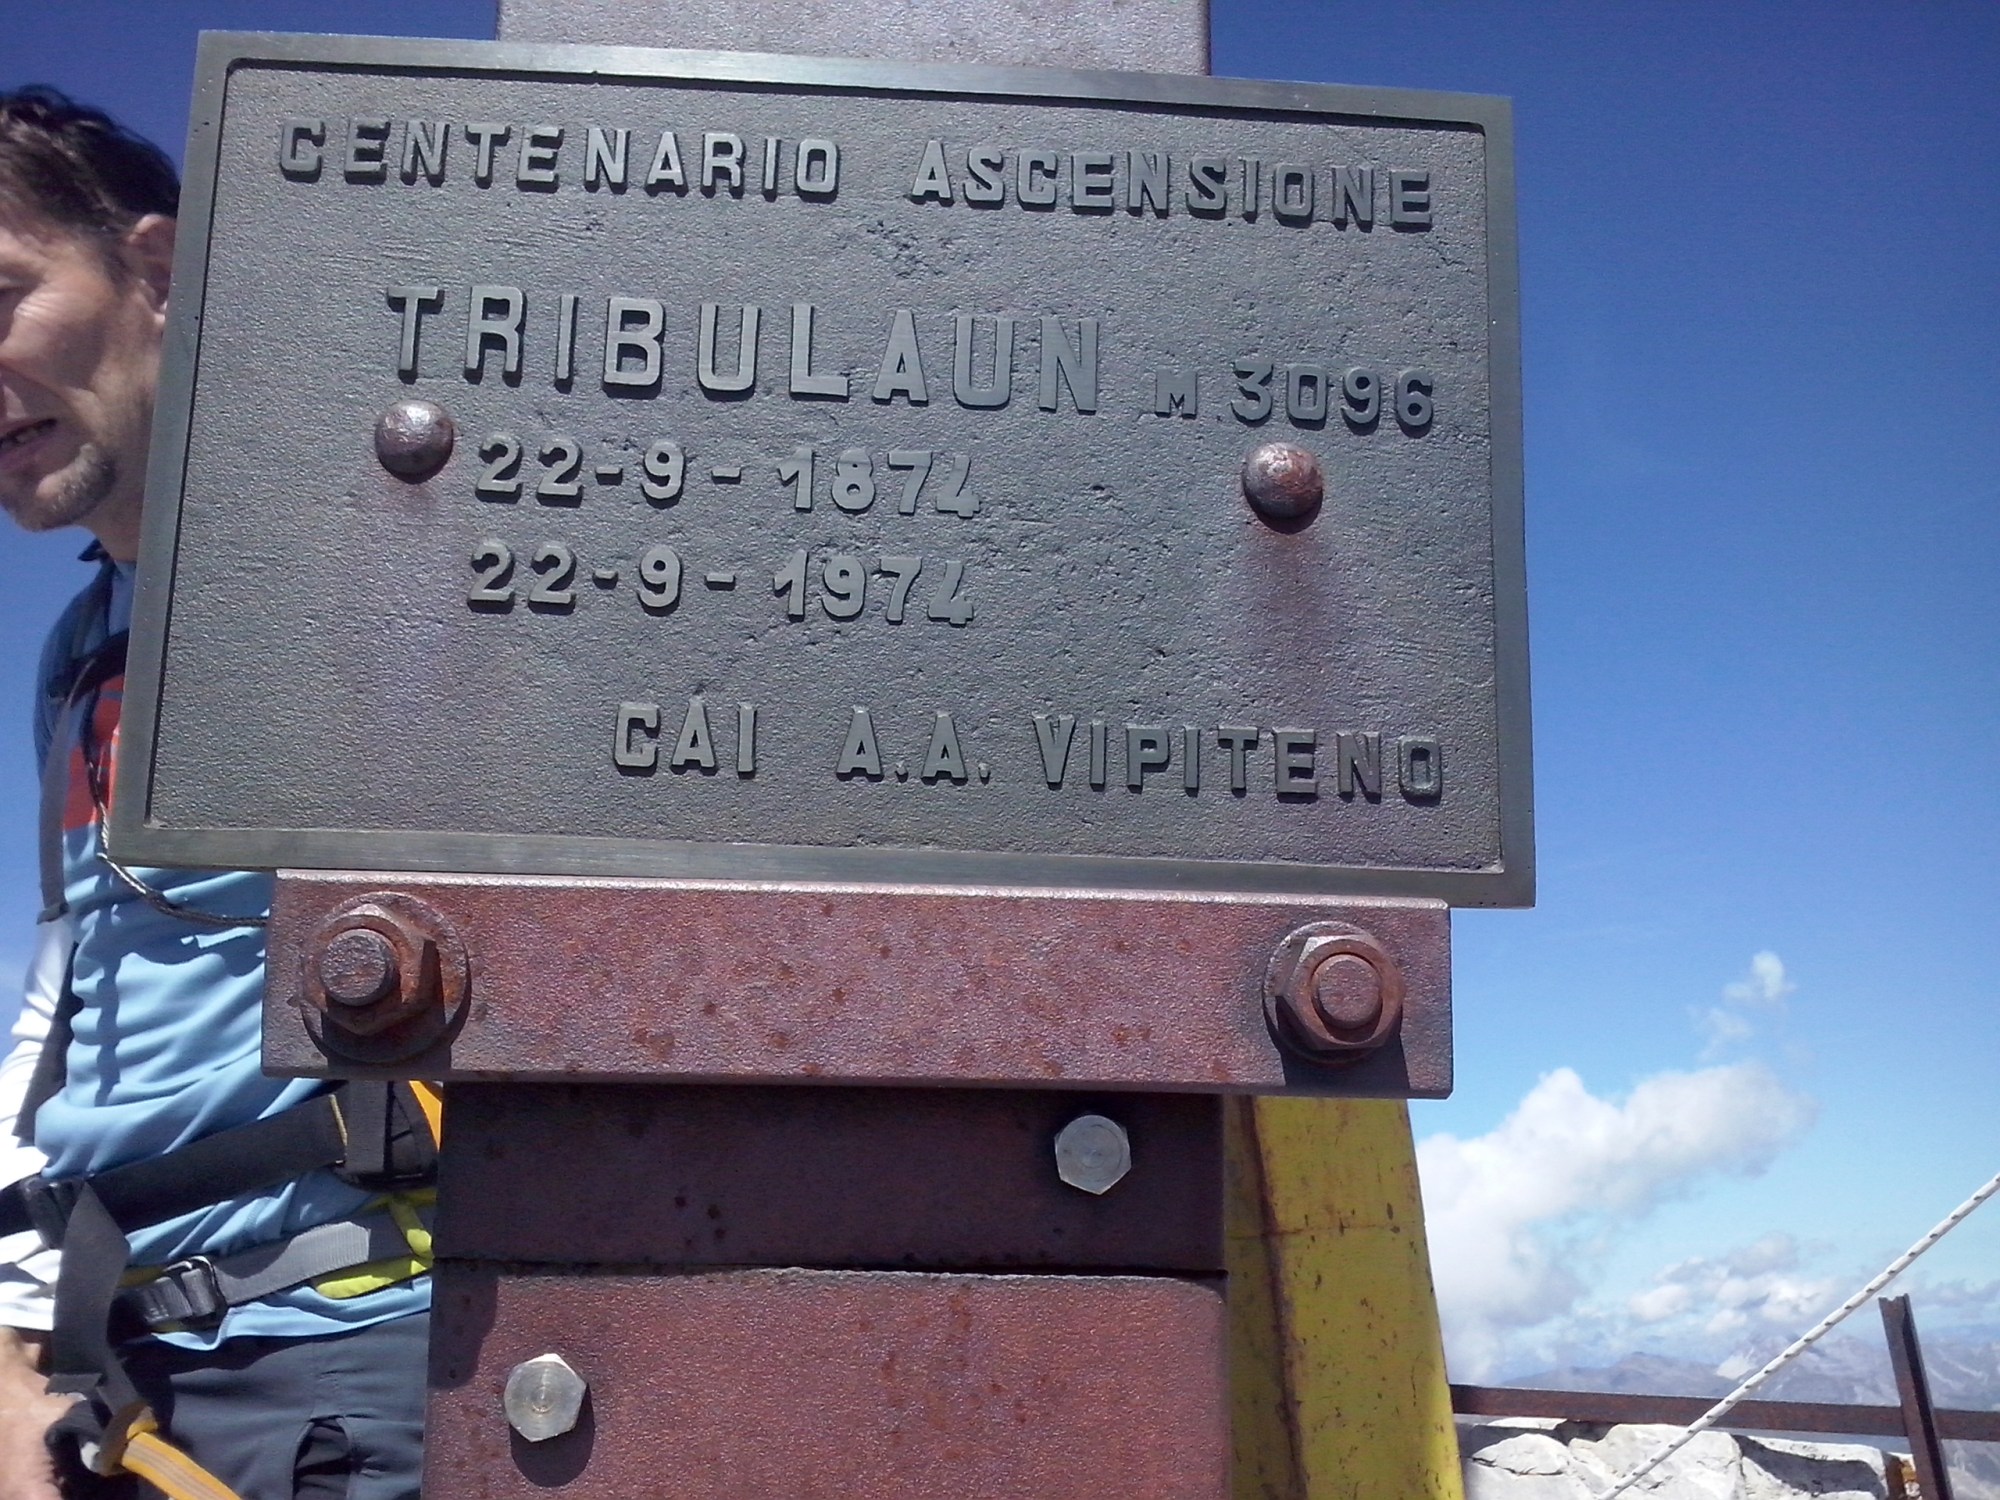 CENTENARIO ASCENSIONE
TRIBULAUN M 3096
22-9-1874
22-9-1974
CAI A.A. VIPITENO